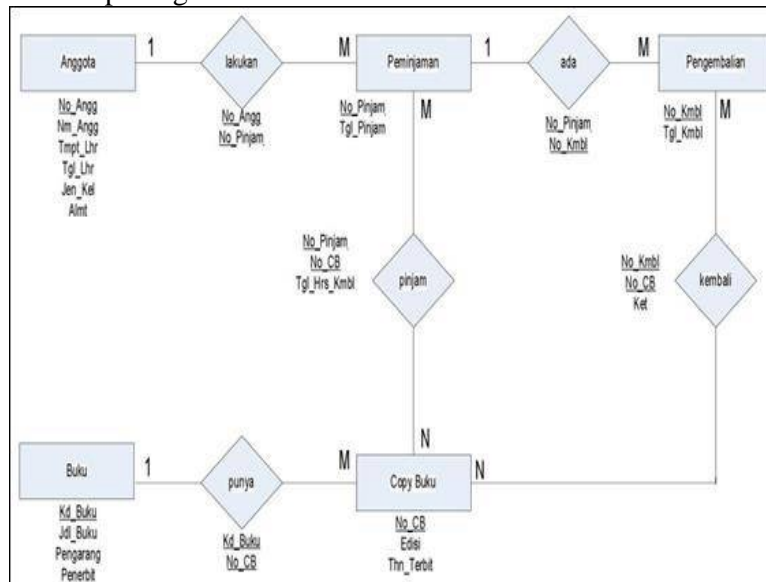 Anggota
1
lakukan
M
Peminjaman
1
ada
M
Pengembalian
No_Angg
Nm_Angg
Tmpt_Lhr
Tgl_Lhr
Jen_Kel
Almt
No_Angg
No_Pinjam
No_Pinjam
Tgl_Pinjam
M
No_Pinjam
No_Kmbl
No_Kmbl
Tgl_Kmbl
M
No_Pinjam
No_CB
Tgl_Hrs_Kmbl
pinjam
No_Kmbl
No_CB
Ket
kembali
N
Buku
1
punya
M
Copy Buku
N
Kd_Buku
Jdl_Buku
Pengarang
Penerbit
Kd_Buku
No_CB
No_CB
Edisi
Thn_Terbit